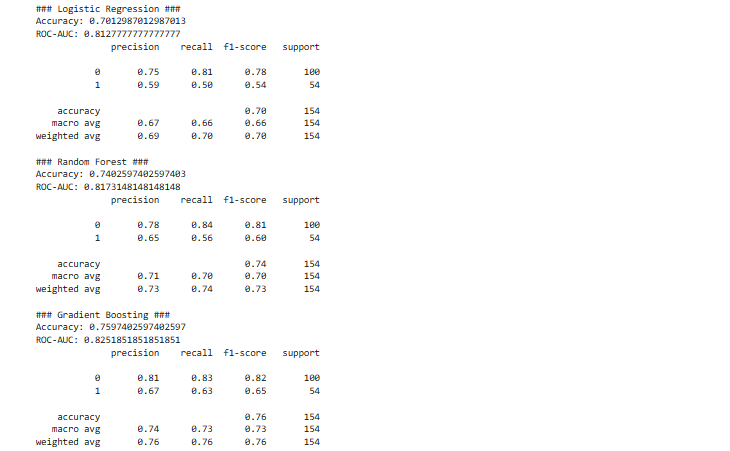 ### Logistic Regression ###
Accuracy: 0.7012987012987013
ROC-AUC: 0.8127777777777777
precision recall f1-score support
0 0.75 0.81 0.78 100
1 0.59 0.50 0.54 54
accuracy 0.70 154
macro avg 0.67 0.66 0.66 154
weighted avg 0.69 0.70 0.70 154
### Random Forest ###
Accuracy: 0.7402597402597403
ROC-AUC: 0.8173148148148148
precision recall f1-score support
0 0.78 0.84 0.81 100
1 0.65 0.56 0.60 54
accuracy 0.74 154
macro avg 0.71 0.70 0.70 154
weighted avg 0.73 0.74 0.73 154
### Gradient Boosting ###
Accuracy: 0.7597402597402597
ROC-AUC: 0.8251851851851851
precision recall f1-score support
0 0.81 0.83 0.82 100
1 0.67 0.63 0.65 54
accuracy 0.76 154
macro avg 0.74 0.73 0.73 154
weighted avg 0.76 0.76 0.76 154